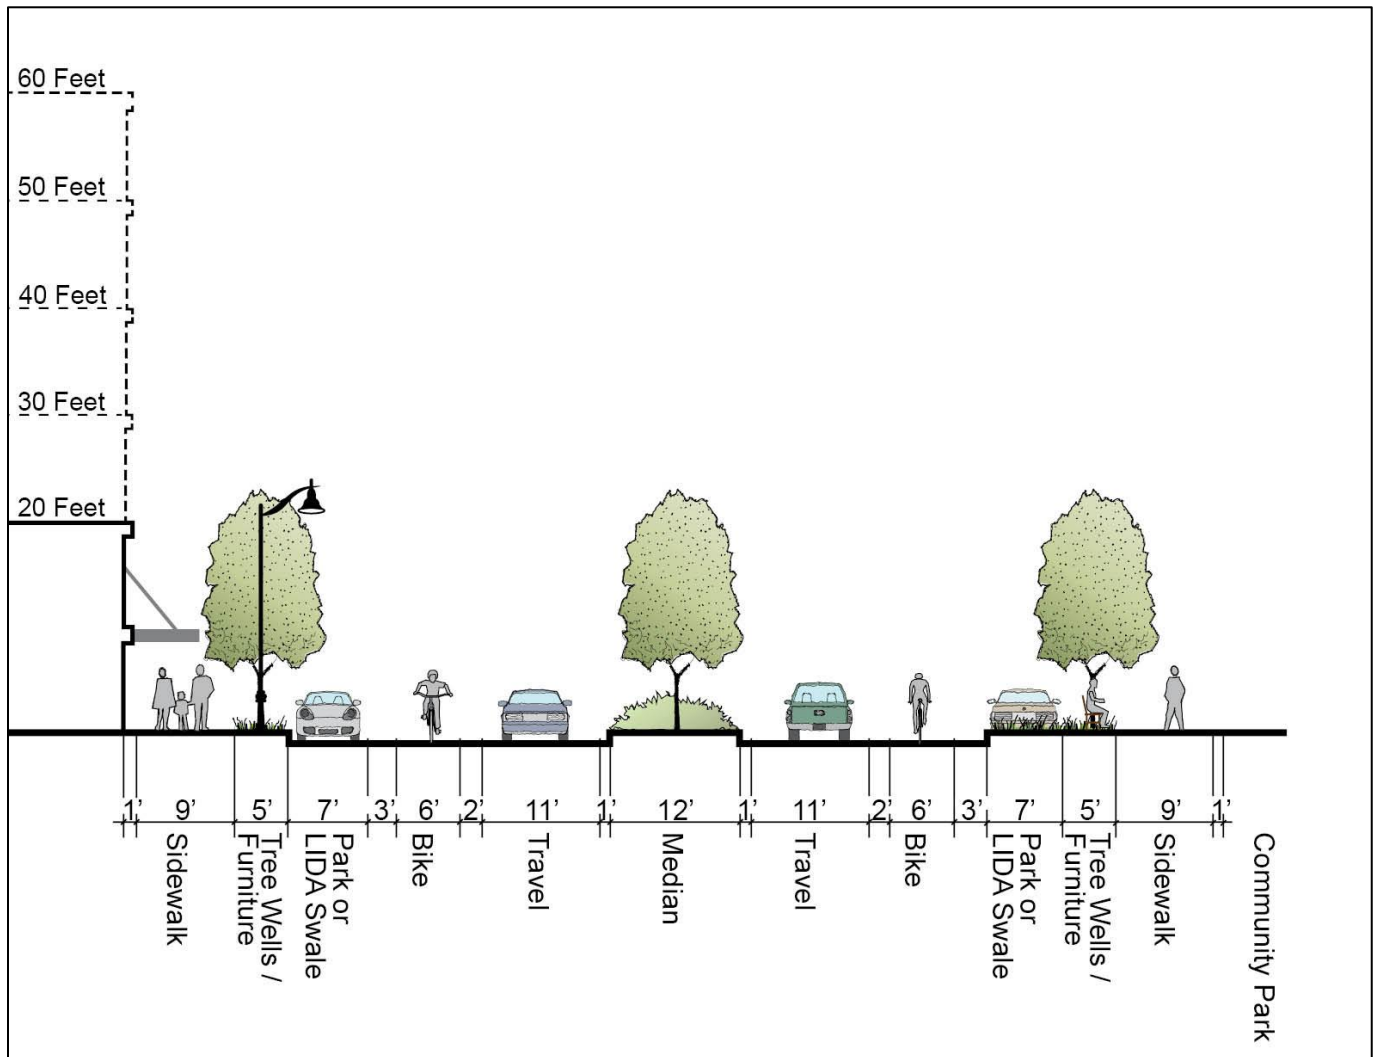 60 Feet
50 Feet
40 Feet
30 Feet
20 Feet
1' 9' 5' 7' 3' 6' 2' 11' 1' 12' 1' 11' 2' 6' 3' 7' 5' 9' 1'
Sidewalk
Tree Wells /
Furniture
Park or
LIDA Swale
Bike
Travel
Median
Travel
Bike
Park or
LIDA Swale
Tree Wells /
Furniture
Sidewalk
Community Park